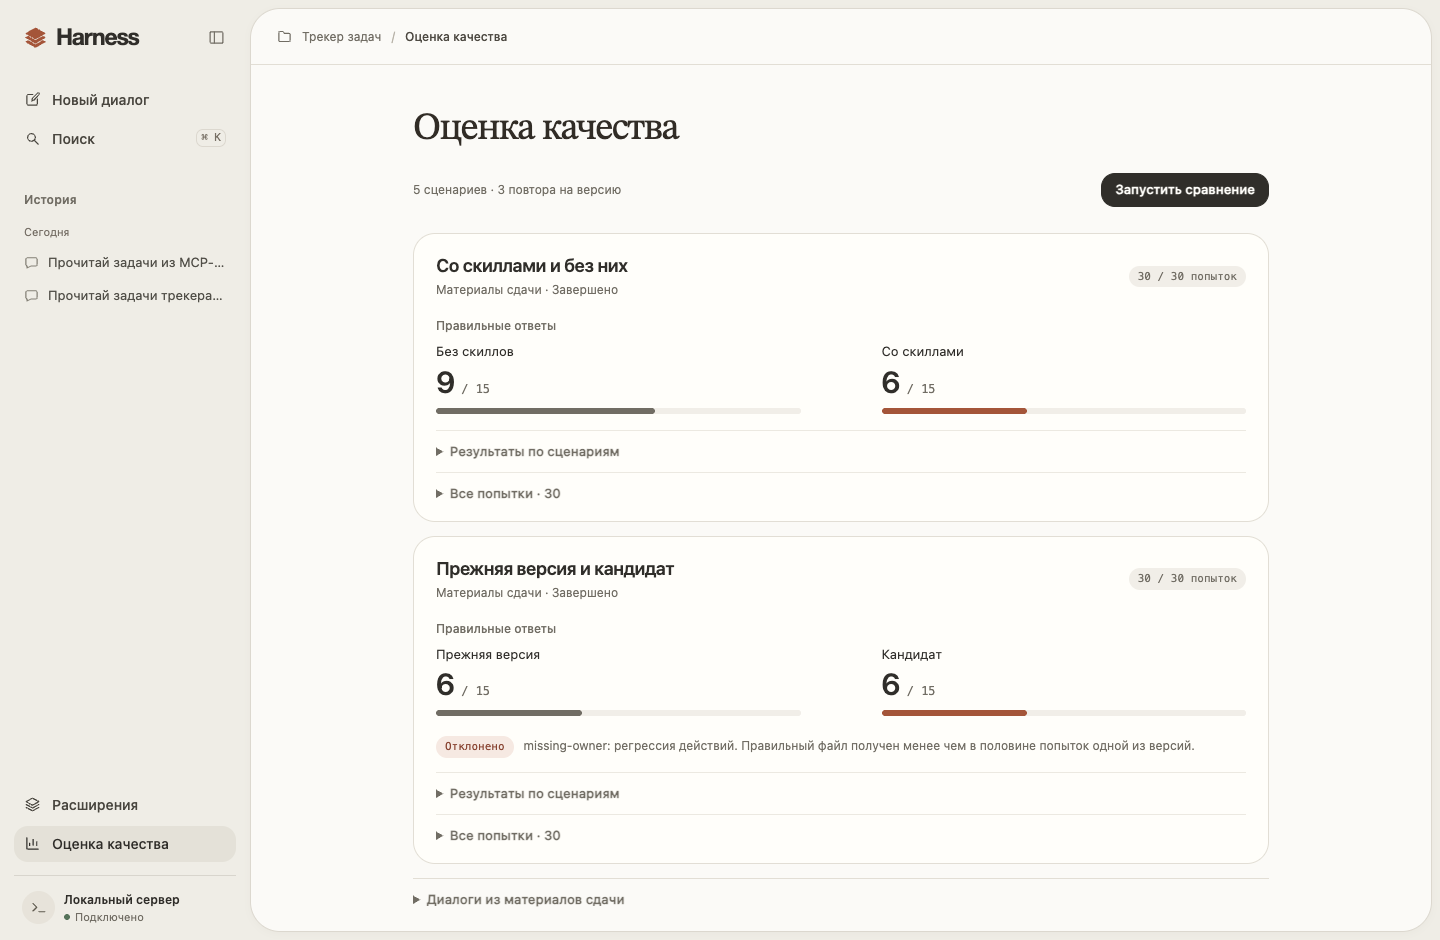 Harness
Новый диалог
Поиск
⌘ K
История
Сегодня
Прочитай задачи из MCP-...
Прочитай задачи трекера...
Расширения
Оценка качества
Локальный сервер
Подключено
Трекер задач / Оценка качества
Оценка качества
5 сценариев · 3 повтора на версию
Запустить сравнение
Со скиллами и без них
Материалы сдачи · Завершено
30 / 30 попыток
Правильные ответы
Без скиллов
9 / 15
Со скиллами
6 / 15
Результаты по сценариям
Все попытки · 30
Прежняя версия и кандидат
Материалы сдачи · Завершено
30 / 30 попыток
Правильные ответы
Прежняя версия
6 / 15
Кандидат
6 / 15
Отклонено missing-owner: регрессия действий. Правильный файл получен менее чем в половине попыток одной из версий.
Результаты по сценариям
Все попытки · 30
Диалоги из материалов сдачи